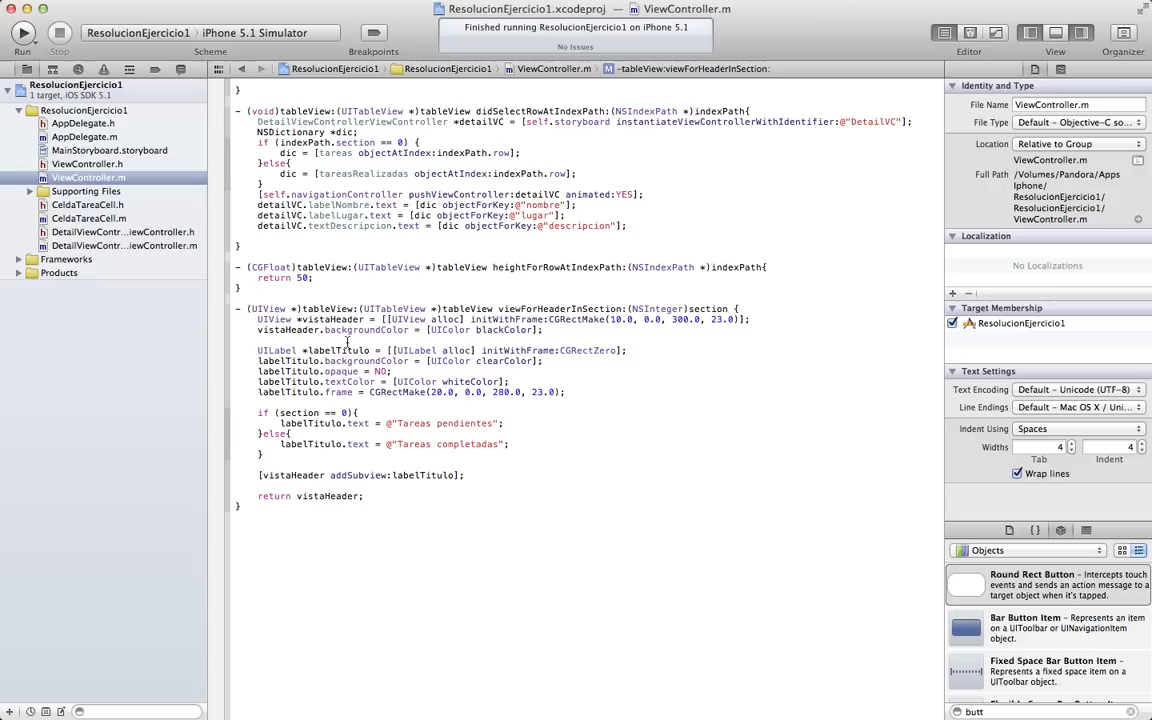 ResolucionEjercicio1.xcodeproj — ViewController.m
ResolucionEjercicio1 iPhone 5.1 Simulator
Finished running ResolucionEjercicio1 on iPhone 5.1
No Issues
Run Stop Scheme Breakpoints Editor View Organizer
ResolucionEjercicio1 ResolucionEjercicio1 ViewController.m -tableView:viewForHeaderInSection:
ResolucionEjercicio1
1 target, iOS SDK 5.1
ResolucionEjercicio1
AppDelegate.h
AppDelegate.m
MainStoryboard.storyboard
ViewController.h
ViewController.m
Supporting Files
CeldaTareaCell.h
CeldaTareaCell.m
DetailViewContr...iewController.h
DetailViewContr...iewController.m
Frameworks
Products
}
- (void)tableView:(UITableView *)tableView didSelectRowAtIndexPath:(NSIndexPath *)indexPath{
DetailViewControllerViewController *detailVC = [self.storyboard instantiateViewControllerWithIdentifier:@"DetailVC"];
NSDictionary *dic;
if (indexPath.section == 0) {
dic = [tareas objectAtIndex:indexPath.row];
}else{
dic = [tareasRealizadas objectAtIndex:indexPath.row];
}
[self.navigationController pushViewController:detailVC animated:YES];
detailVC.labelNombre.text = [dic objectForKey:@"nombre"];
detailVC.labelLugar.text = [dic objectForKey:@"lugar"];
detailVC.textDescripcion.text = [dic objectForKey:@"descripcion"];
}
- (CGFloat)tableView:(UITableView *)tableView heightForRowAtIndexPath:(NSIndexPath *)indexPath{
return 50;
}
- (UIView *)tableView:(UITableView *)tableView viewForHeaderInSection:(NSInteger)section {
UIView *vistaHeader = [[UIView alloc] initWithFrame:CGRectMake(10.0, 0.0, 300.0, 23.0)];
vistaHeader.backgroundColor = [UIColor blackColor];
UILabel *labelTitulo = [[UILabel alloc] initWithFrame:CGRectZero];
labelTitulo.backgroundColor = [UIColor clearColor];
labelTitulo.opaque = NO;
labelTitulo.textColor = [UIColor whiteColor];
labelTitulo.frame = CGRectMake(20.0, 0.0, 280.0, 23.0);
if (section == 0){
labelTitulo.text = @"Tareas pendientes";
}else{
labelTitulo.text = @"Tareas completadas";
}
[vistaHeader addSubview:labelTitulo];
return vistaHeader;
}
Identity and Type
File Name ViewController.m
File Type Default - Objective-C so...
Location Relative to Group
ViewController.m
Full Path /Volumes/Pandora/Apps
Iphone/
ResolucionEjercicio1/
ResolucionEjercicio1/
ViewController.m
Localization
No Localizations
Target Membership
ResolucionEjercicio1
Text Settings
Text Encoding Default - Unicode (UTF-8)
Line Endings Default - Mac OS X / Uni...
Indent Using Spaces
Widths 4 4
Tab Indent
Wrap lines
Objects
Round Rect Button - Intercepts touch
events and sends an action message to a
target object when it's tapped.
Bar Button Item - Represents an item
on a UIToolbar or UINavigationItem
object.
Fixed Space Bar Button Item -
Represents a fixed space item on a
UIToolbar object.
butt